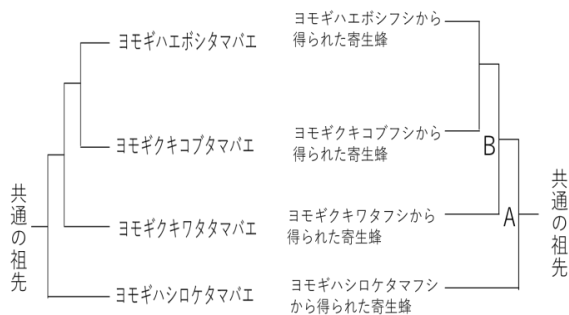 ヨモギハエボシタマバエ
ヨモギクキコブタマバエ
ヨモギクキワタタマバエ
ヨモギハシロケタマバエ
共通の祖先
ヨモギハエボシフシから
得られた寄生蜂
ヨモギクキコブフシから
得られた寄生蜂
ヨモギクキワタフシから
得られた寄生蜂
ヨモギハシロケタマフシ
から得られた寄生蜂
B
A
共通の祖先